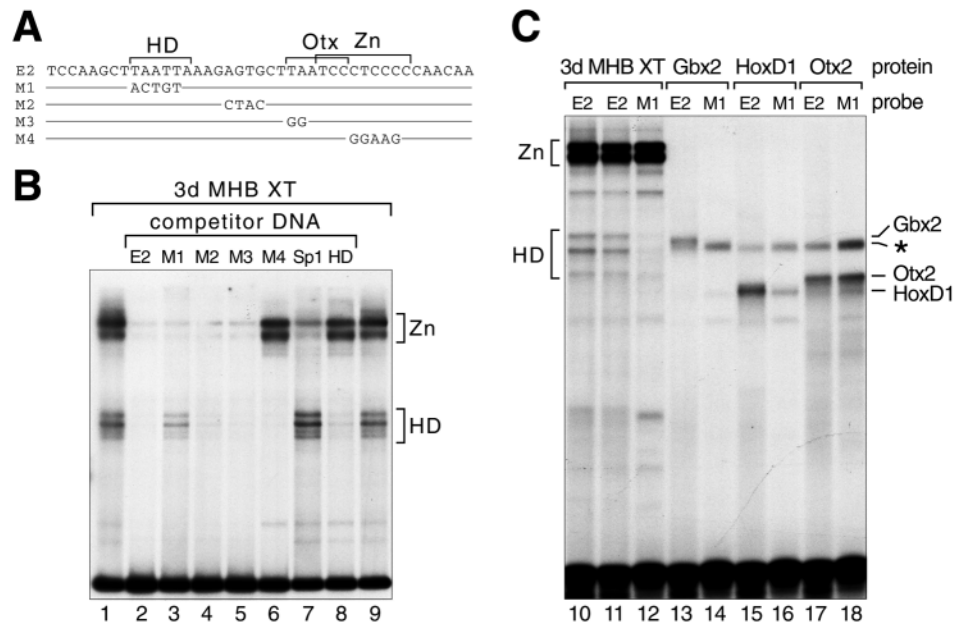 A
HD Otx Zn
E2 TCCAAGCTTAATTAAAGAGTGCTTAATCCCTCCCCCAACAA
M1 ACTGT
M2 CTAC
M3 GG
M4 GGAAG
B
3d MHB XT
competitor DNA
E2 M1 M2 M3 M4 Sp1 HD
Zn
HD
1 2 3 4 5 6 7 8 9
C
3d MHB XT Gbx2 HoxD1 Otx2 protein
E2 E2 M1 E2 M1 E2 M1 E2 M1 probe
Zn
HD
Gbx2
*
Otx2
HoxD1
10 11 12 13 14 15 16 17 18